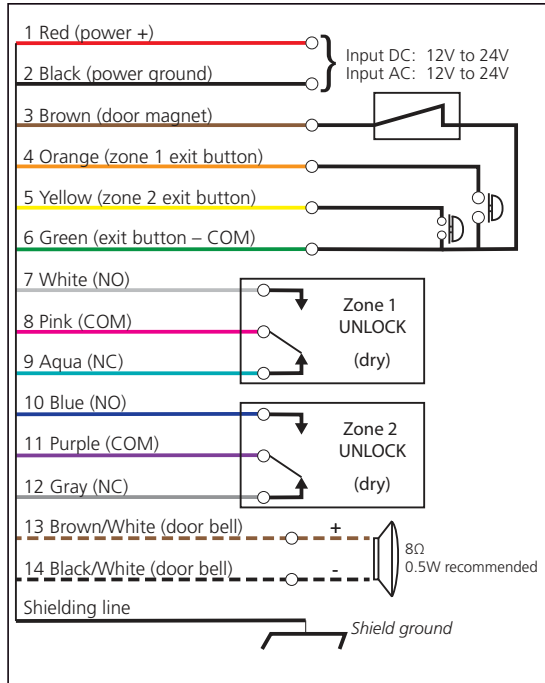 1 Red (power +)
2 Black (power ground)
Input DC: 12V to 24V
Input AC: 12V to 24V
3 Brown (door magnet)
4 Orange (zone 1 exit button)
5 Yellow (zone 2 exit button)
6 Green (exit button – COM)
7 White (NO)
8 Pink (COM)
9 Aqua (NC)
Zone 1
UNLOCK
(dry)
10 Blue (NO)
11 Purple (COM)
12 Gray (NC)
Zone 2
UNLOCK
(dry)
13 Brown/White (door bell)
+
14 Black/White (door bell)
-
8Ω
0.5W recommended
Shielding line
Shield ground